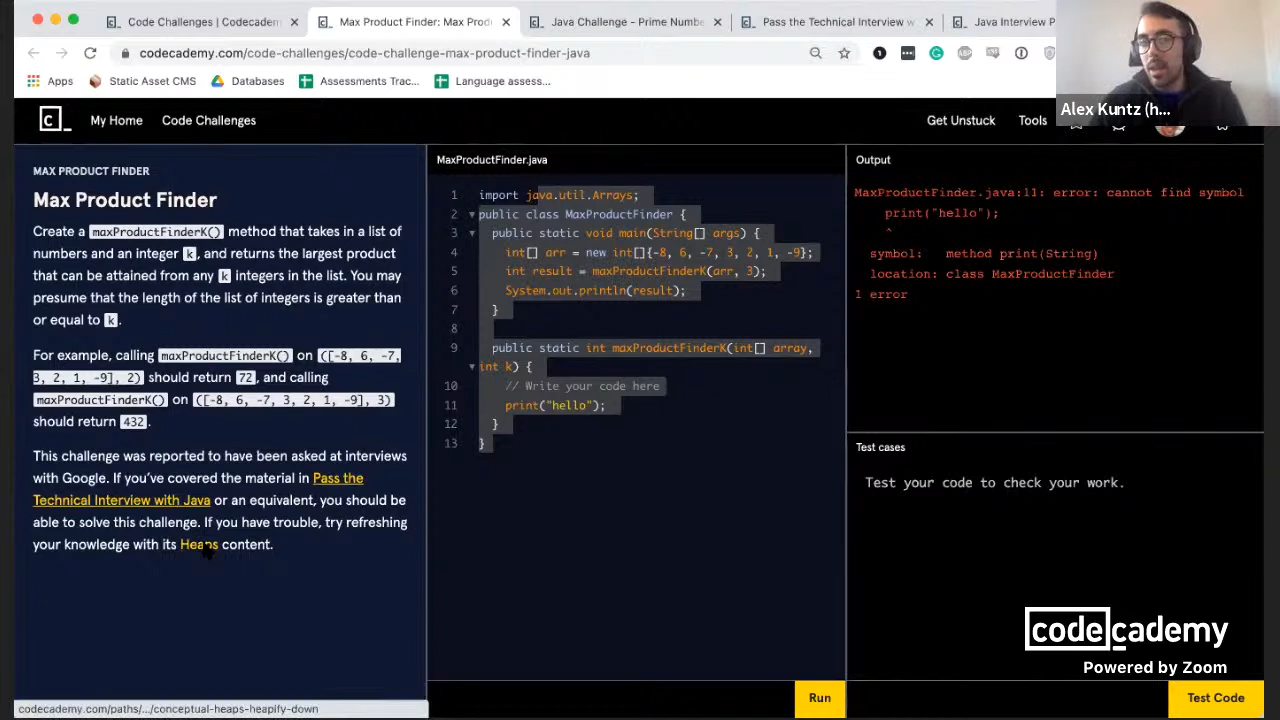 Code Challenges | Codecadem
Max Product Finder: Max Prod
Java Challenge - Prime Numbe
Pass the Technical Interview w
Java Interview P
codecademy.com/code-challenges/code-challenge-max-product-finder-java
Apps
Static Asset CMS
Databases
Assessments Trac...
Language assess...
Alex Kuntz (h...
c_
My Home
Code Challenges
Get Unstuck
Tools
MAX PRODUCT FINDER
Max Product Finder
Create a maxProductFinderK() method that takes in a list of
numbers and an integer k, and returns the largest product
that can be attained from any k integers in the list. You may
presume that the length of the list of integers is greater than
or equal to k.
For example, calling maxProductFinderK() on ([-8, 6, -7,
3, 2, 1, -9], 2) should return 72, and calling
maxProductFinderK() on ([-8, 6, -7, 3, 2, 1, -9], 3)
should return 432.
This challenge was reported to have been asked at interviews
with Google. If you've covered the material in Pass the
Technical Interview with Java or an equivalent, you should be
able to solve this challenge. If you have trouble, try refreshing
your knowledge with its Heaps content.
codecademy.com/paths/.../conceptual-heaps-heapify-down
MaxProductFinder.java
1 import java.util.Arrays;
2 public class MaxProductFinder {
3 public static void main(String[] args) {
4 int[] arr = new int[]{-8, 6, -7, 3, 2, 1, -9};
5 int result = maxProductFinderK(arr, 3);
6 System.out.println(result);
7 }
8
9 public static int maxProductFinderK(int[] array,
int k) {
10 // Write your code here
11 print("hello");
12 }
13 }
Run
Output
MaxProductFinder.java:11: error: cannot find symbol
print("hello");
^
symbol: method print(String)
location: class MaxProductFinder
1 error
Test cases
Test your code to check your work.
codecademy
Powered by Zoom
Test Code